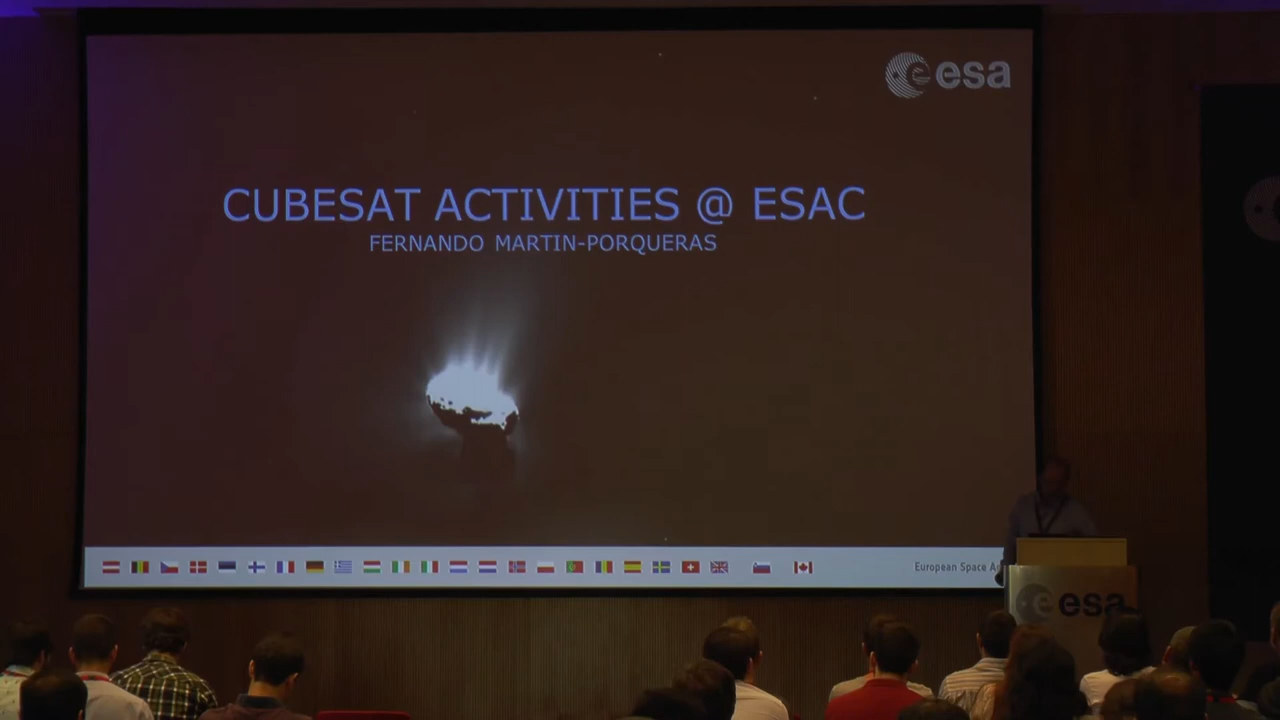 esa
CUBESAT ACTIVITIES @ ESAC
FERNANDO MARTIN-PORQUERAS
European Space
esa